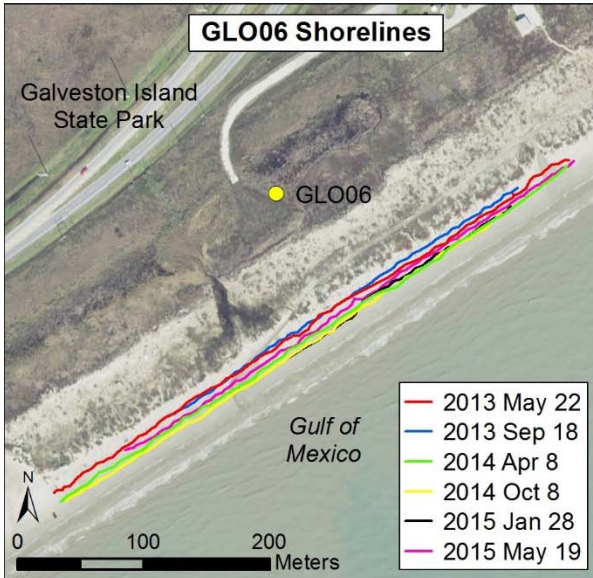 GLO06 Shorelines
Galveston Island
State Park
GLO06
Gulf of
Mexico
N
0 100 200
Meters
2013 May 22
2013 Sep 18
2014 Apr 8
2014 Oct 8
2015 Jan 28
2015 May 19